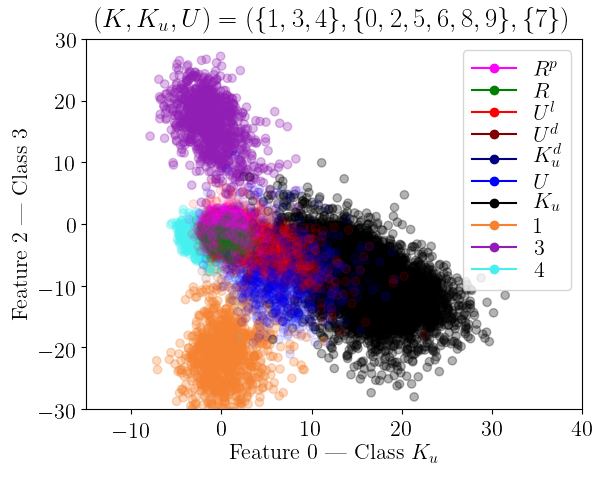 (K, K_u, U) = ({1, 3, 4}, {0, 2, 5, 6, 8, 9}, {7})
30
20
10
0
−10
−20
−30
Feature 2 — Class 3
R^p
R
U^l
U^d
K_u^d
U
K_u
1
3
4
−10
0
10
20
30
40
Feature 0 — Class K_u